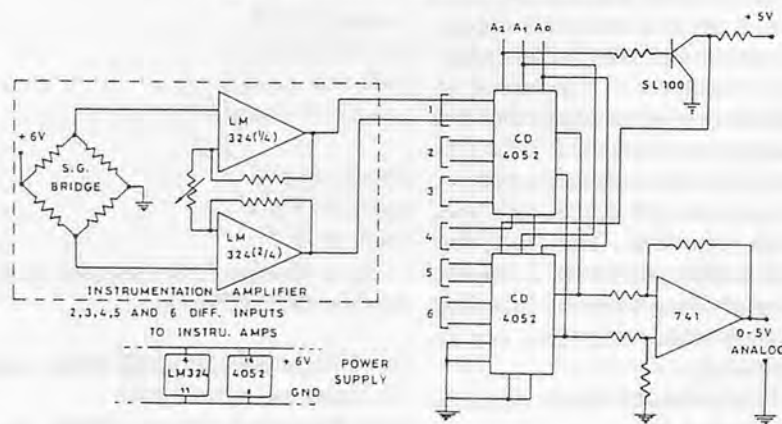 A2 A1 A0
+ 5V
SL100
+ 6V
S.G.
BRIDGE
LM
324(1/4)
LM
324(2/4)
INSTRUMENTATION AMPLIFIER
2,3,4,5 AND 6 DIFF. INPUTS
TO INSTRU. AMPS
4
LM324
11
4052
+ 6V
GND
POWER
SUPPLY
1
2
3
4
5
6
CD
4052
CD
4052
741
0-5V
ANALOG